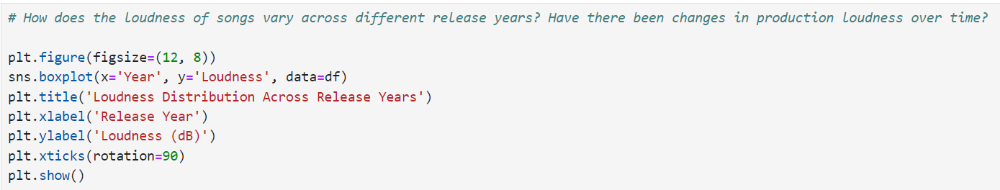 # How does the loudness of songs vary across different release years? Have there been changes in production loudness over time?
plt.figure(figsize=(12, 8))
sns.boxplot(x='Year', y='Loudness', data=df)
plt.title('Loudness Distribution Across Release Years')
plt.xlabel('Release Year')
plt.ylabel('Loudness (dB)')
plt.xticks(rotation=90)
plt.show()